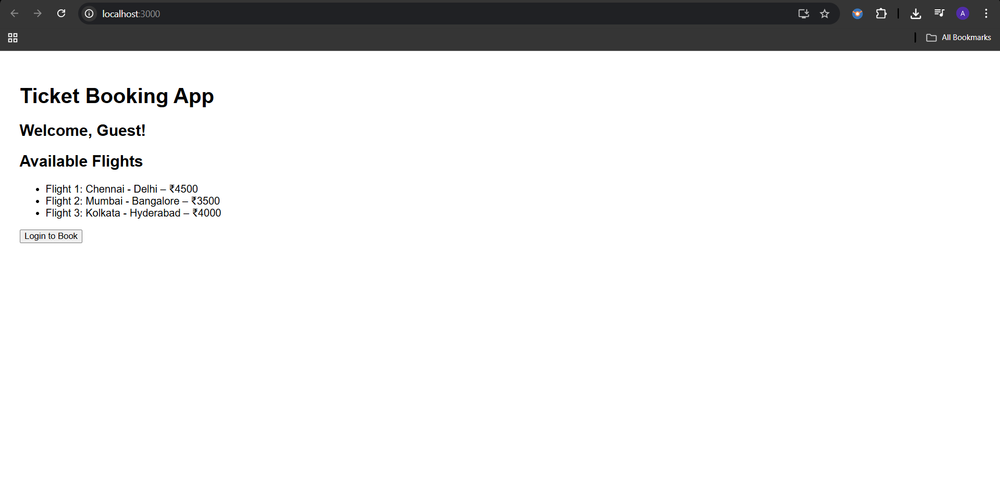 localhost:3000
A
All Bookmarks
Ticket Booking App
Welcome, Guest!
Available Flights
• Flight 1: Chennai - Delhi – ₹4500
• Flight 2: Mumbai - Bangalore – ₹3500
• Flight 3: Kolkata - Hyderabad – ₹4000
Login to Book